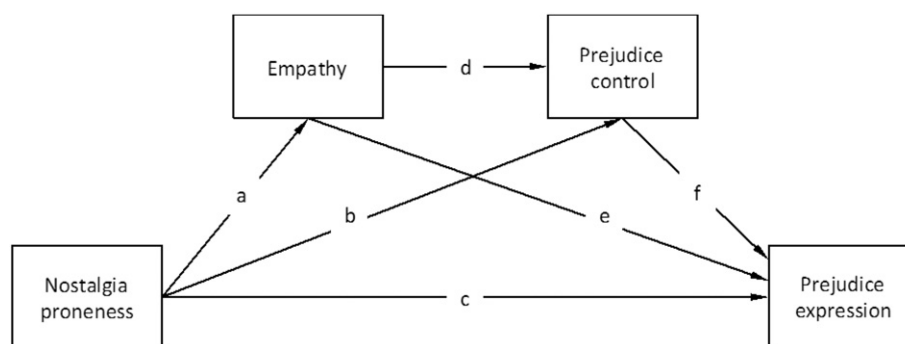 Empathy
d
Prejudice
control
a
b
e
f
Nostalgia
proneness
c
Prejudice
expression